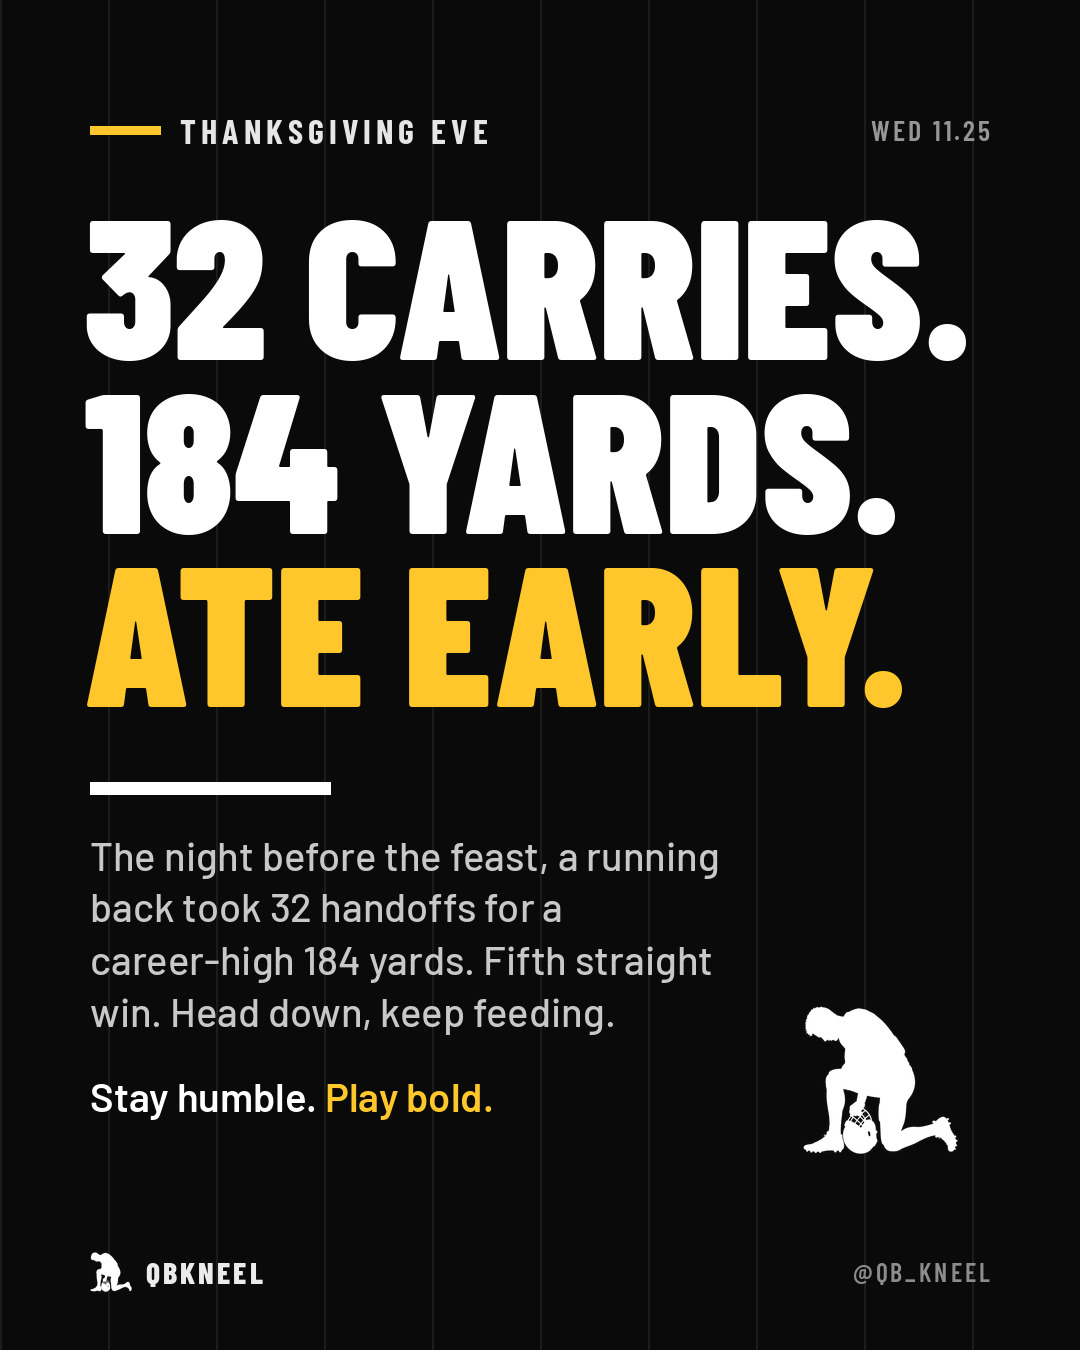 THANKSGIVING EVE
WED 11.25
32 CARRIES.
184 YARDS.
ATE EARLY.
The night before the feast, a running
back took 32 handoffs for a
career-high 184 yards. Fifth straight
win. Head down, keep feeding.
Stay humble. Play bold.
QBKNEEL
@QB_KNEEL